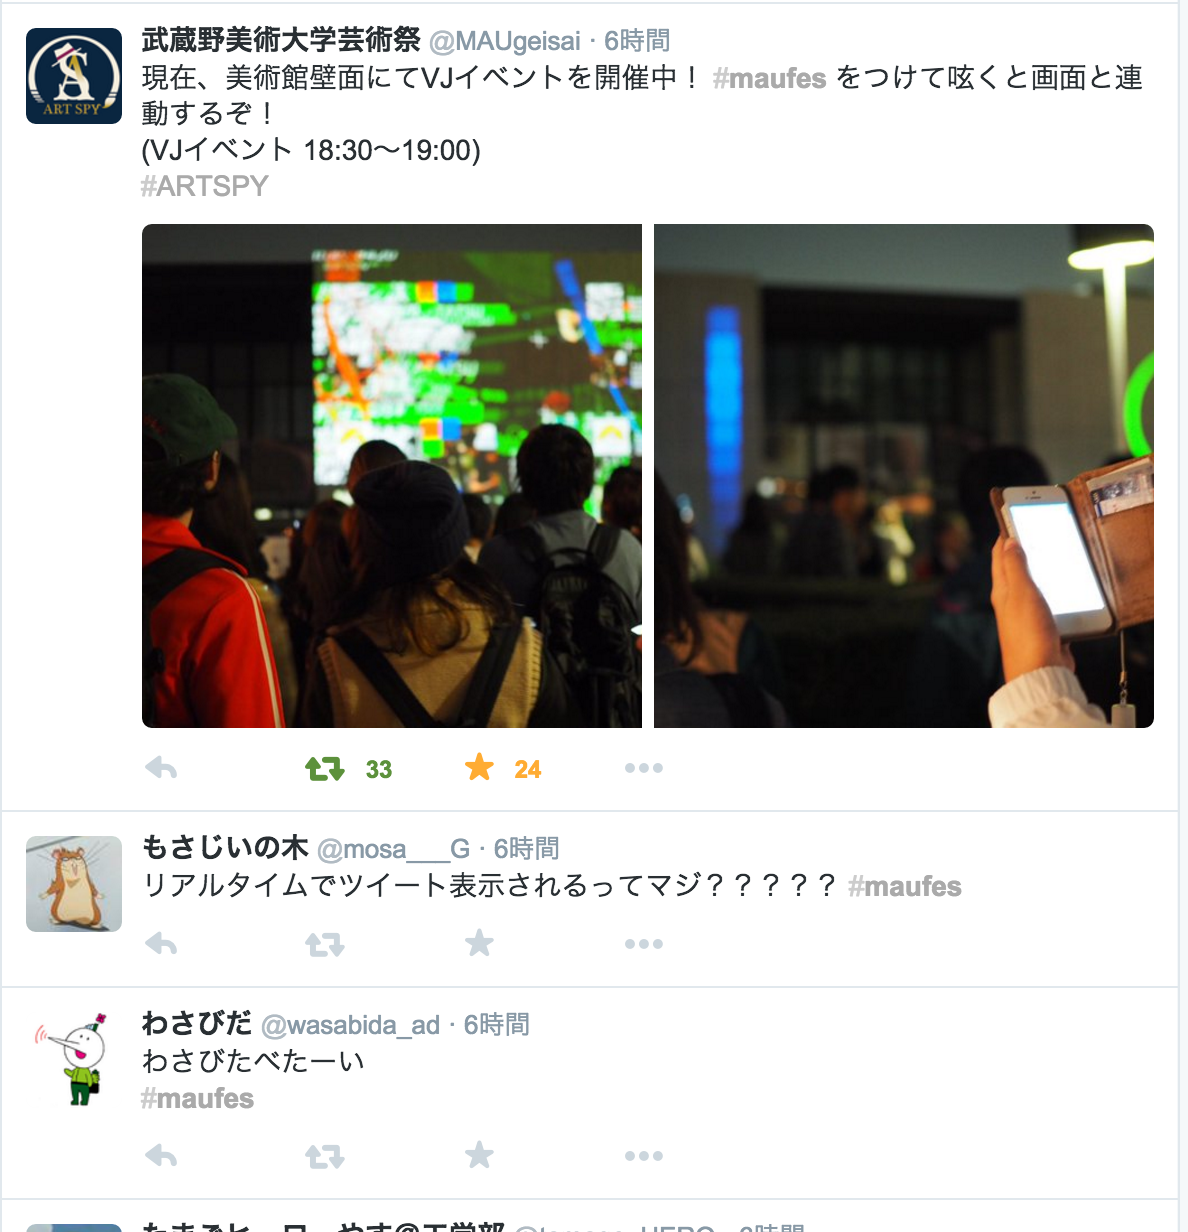 武蔵野美術大学芸術祭 @MAUgeisai · 6時間
現在、美術館壁面にてVJイベントを開催中！ #maufes をつけて呟くと画面と連
動するぞ！
(VJイベント 18:30〜19:00)
#ARTSPY
ART SPY
33 24
もさじいの木 @mosa___G · 6時間
リアルタイムでツイート表示されるってマジ？？？？？ #maufes
わさびだ @wasabida_ad · 6時間
わさびたべたーい
#maufes